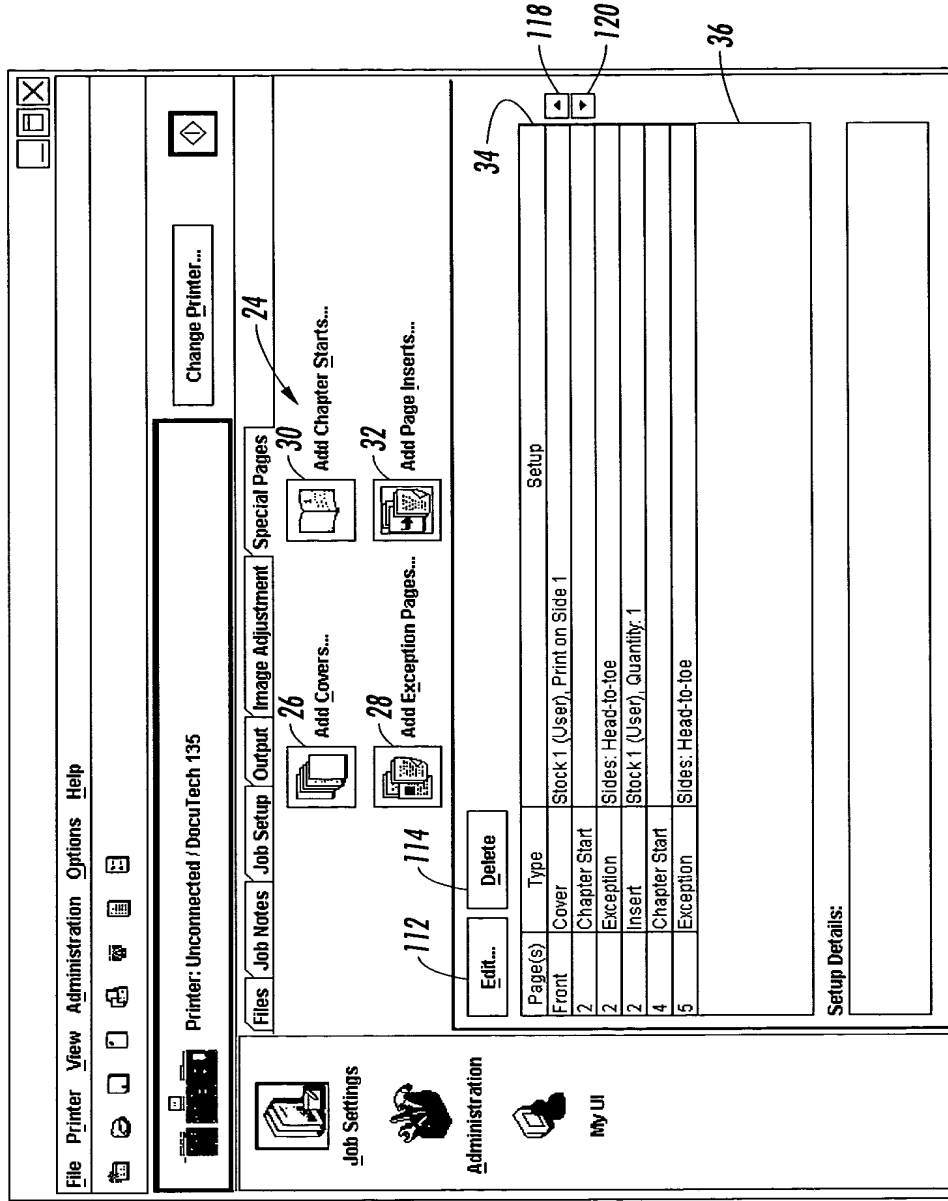 File Printer View Administration Options Help
Printer: Unconnected / DocuTech 135
Change Printer...
Files Job Notes Job Setup Output Image Adjustment Special Pages
Job Settings
Administration
My UI
26
Add Covers...
30
Add Chapter Starts...
24
28
Add Exception Pages...
32
Add Page Inserts...
112
Edit...
114
Delete
34
Page(s) Type Setup
Front Cover Stock 1 (User), Print on Side 1
2 Chapter Start
2 Exception Sides: Head-to-toe
2 Insert Stock 1 (User), Quantity: 1
4 Chapter Start
5 Exception Sides: Head-to-toe
118
120
36
Setup Details: